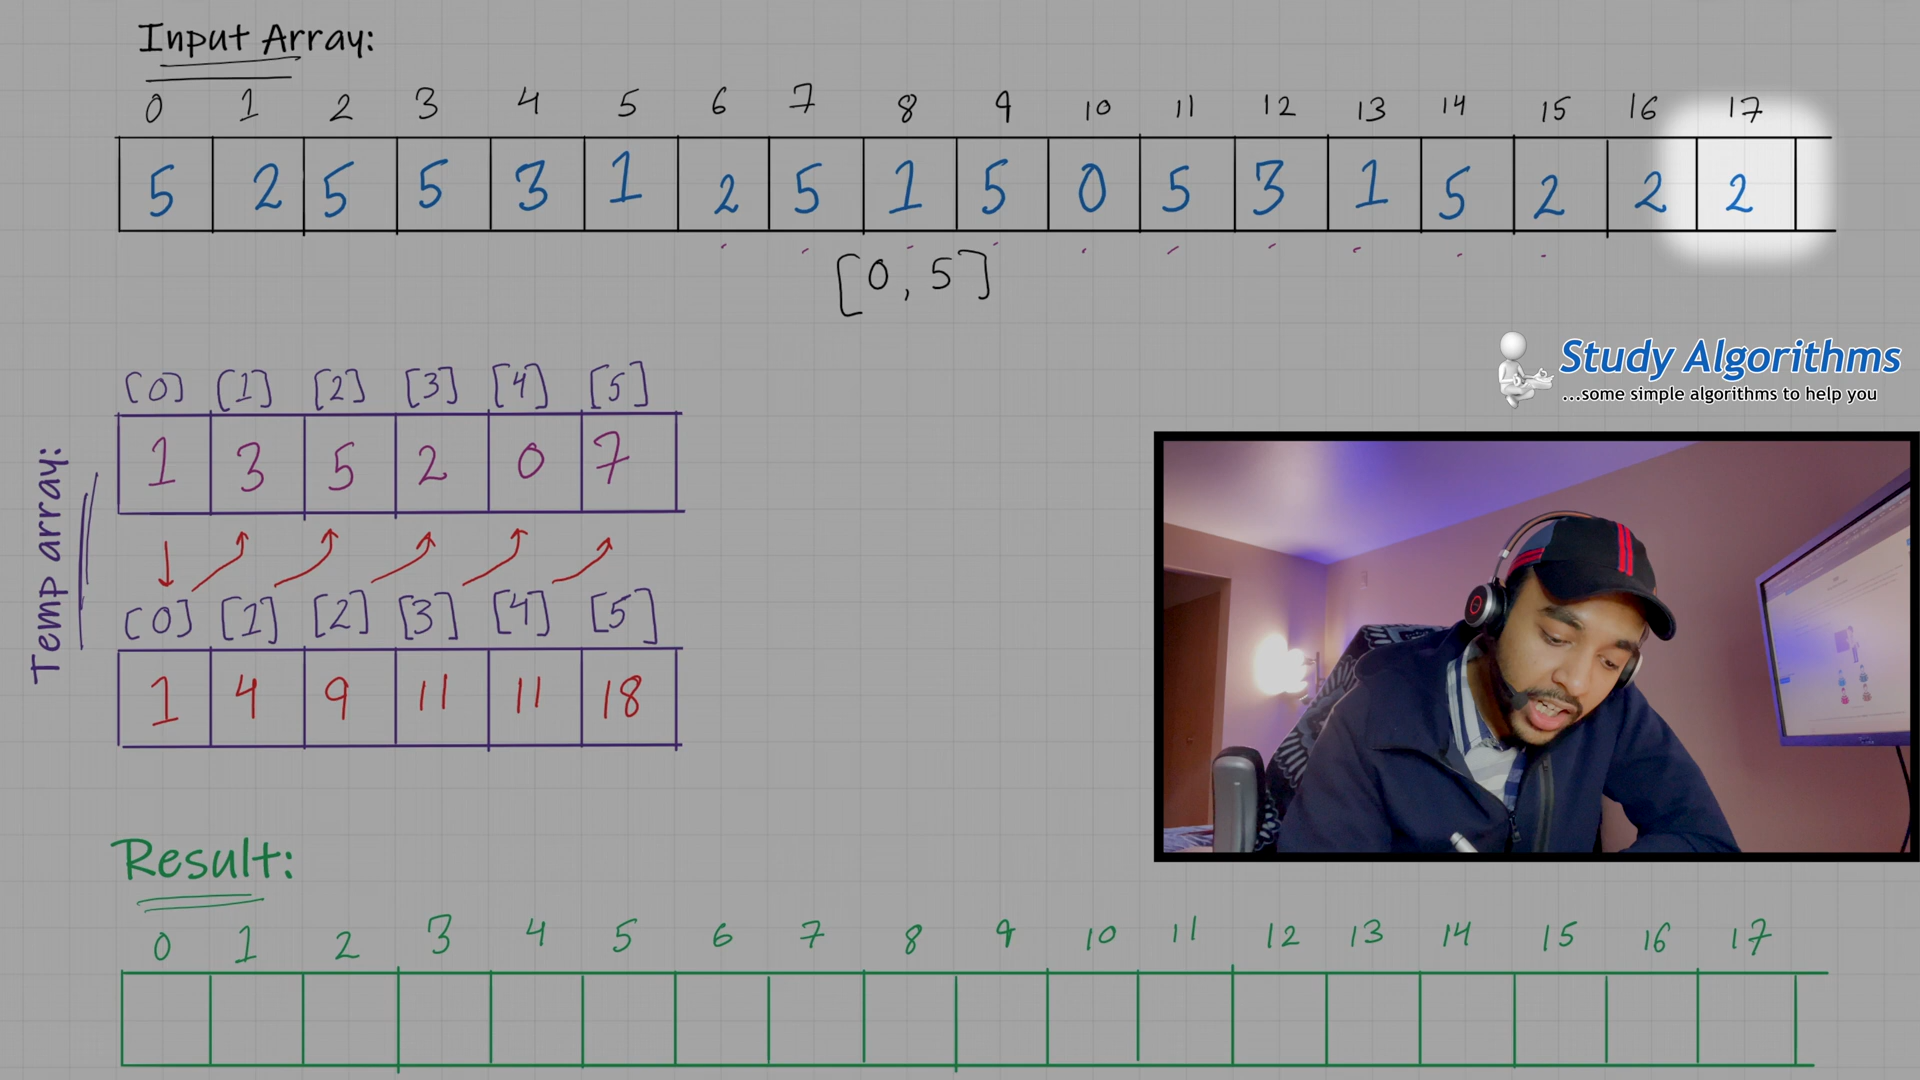 Input Array:
0 1 2 3 4 5 6 7 8 9 10 11 12 13 14 15 16 17
5 2 5 5 3 1 2 5 1 5 0 5 3 1 5 2 2 2
[0, 5]
Study Algorithms
...some simple algorithms to help you
Temp array:
[0] [1] [2] [3] [4] [5]
1 3 5 2 0 7
[0] [1] [2] [3] [4] [5]
1 4 9 11 11 18
Result:
0 1 2 3 4 5 6 7 8 9 10 11 12 13 14 15 16 17